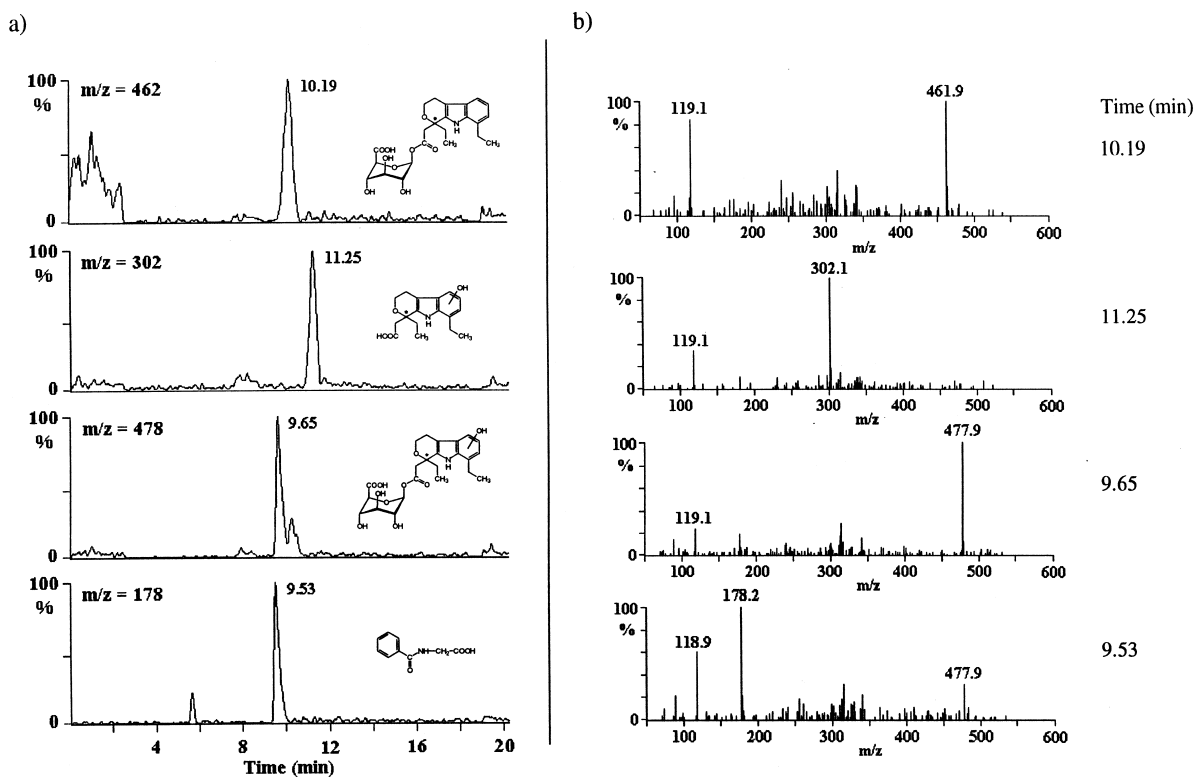 a)
100
%
0
m/z = 462
10.19
COOH
OH
OH
OH
O
O
O
O
NH
CH₃
CH₃
*
100
%
0
m/z = 302
11.25
OH
O
HOOC
CH₃
NH
CH₃
*
100
%
0
m/z = 478
9.65
OH
COOH
OH
OH
OH
O
O
O
O
NH
CH₃
CH₃
*
100
%
0
m/z = 178
9.53
C
O
NH
CH₂
COOH
4
8
12
16
20
Time (min)
b)
100
%
0
119.1
461.9
100
200
300
400
500
600
m/z
Time (min)
10.19
100
%
0
119.1
302.1
100
200
300
400
500
600
m/z
11.25
100
%
0
119.1
477.9
100
200
300
400
500
600
m/z
9.65
100
%
0
118.9
178.2
477.9
100
200
300
400
500
600
m/z
9.53